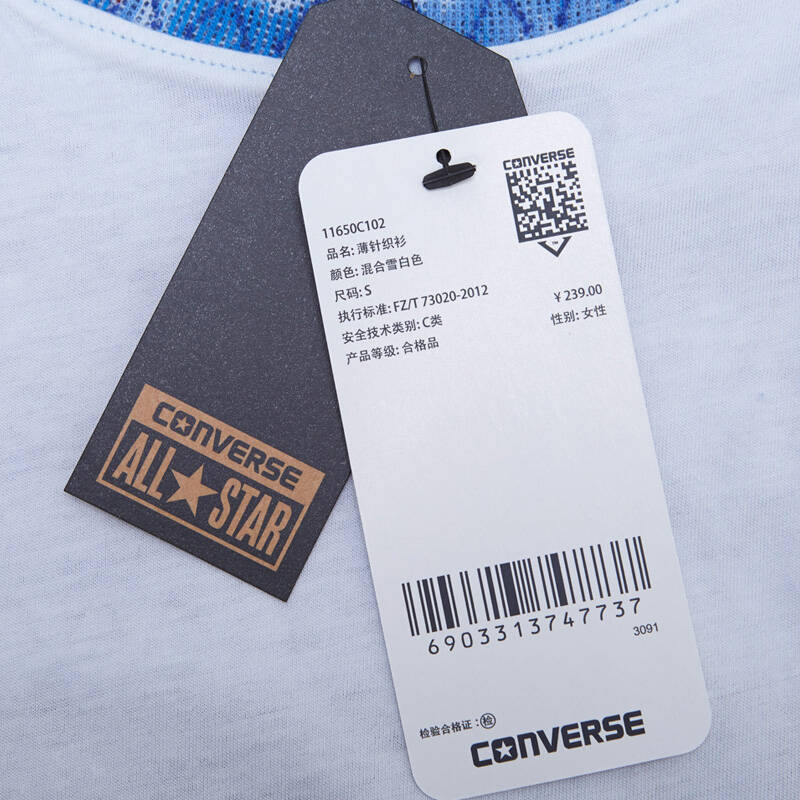 CONVERSE
ALL★STAR
CONVERSE
™
11650C102
品名: 薄针织衫
颜色: 混合雪白色
尺码: S
执行标准: FZ/T 73020-2012
安全技术类别: C类
产品等级: 合格品
¥ 239.00
性别: 女性
6903313747737
3091
检验合格证: 检
CONVERSE